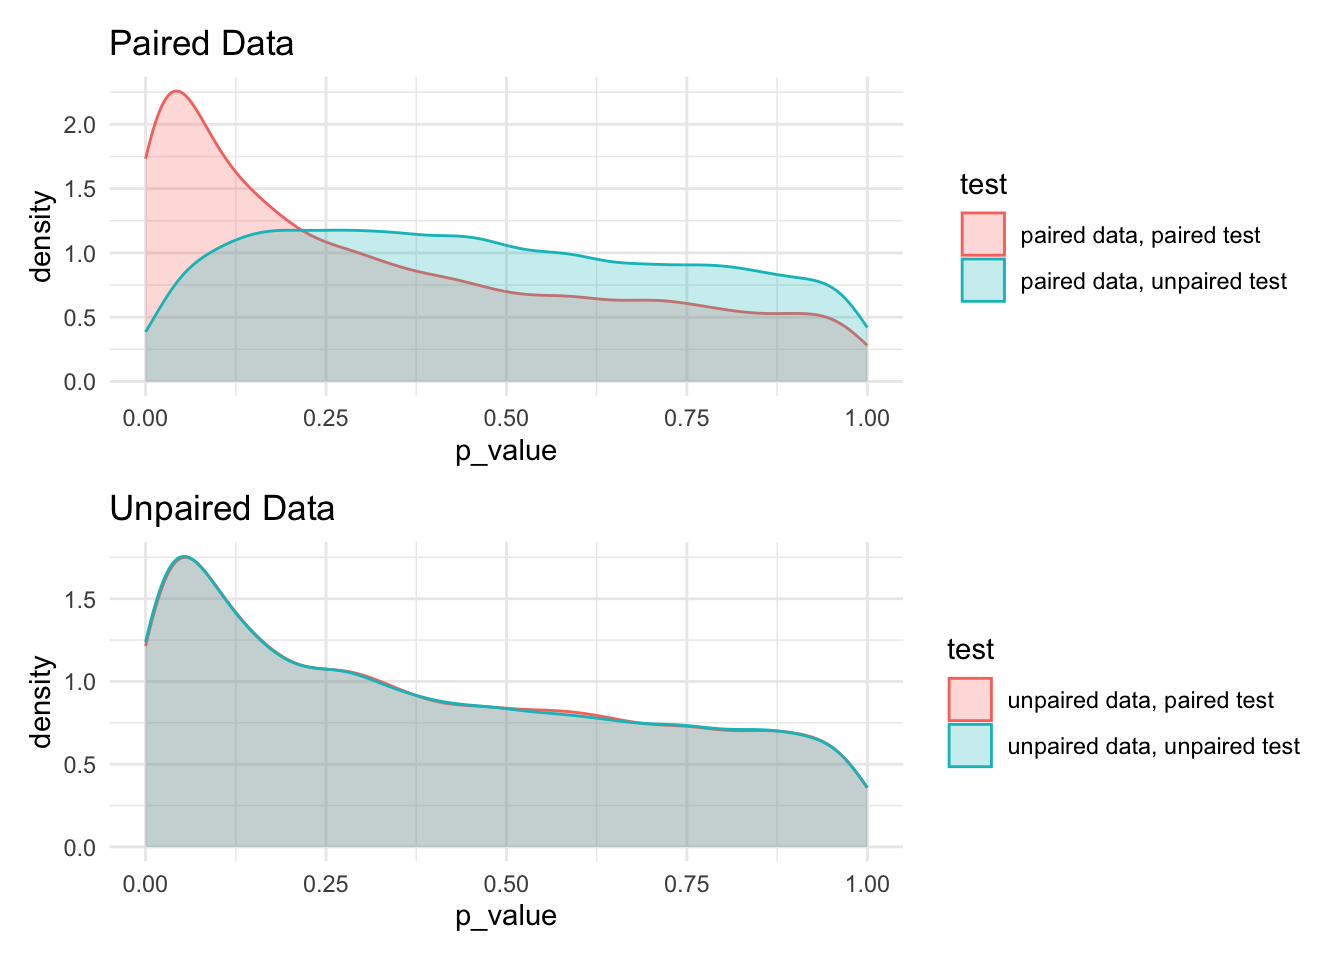 Paired Data
density
2.0
1.5
1.0
0.5
0.0
0.00 0.25 0.50 0.75 1.00
p_value
test
paired data, paired test
paired data, unpaired test
Unpaired Data
density
1.5
1.0
0.5
0.0
0.00 0.25 0.50 0.75 1.00
p_value
test
unpaired data, paired test
unpaired data, unpaired test